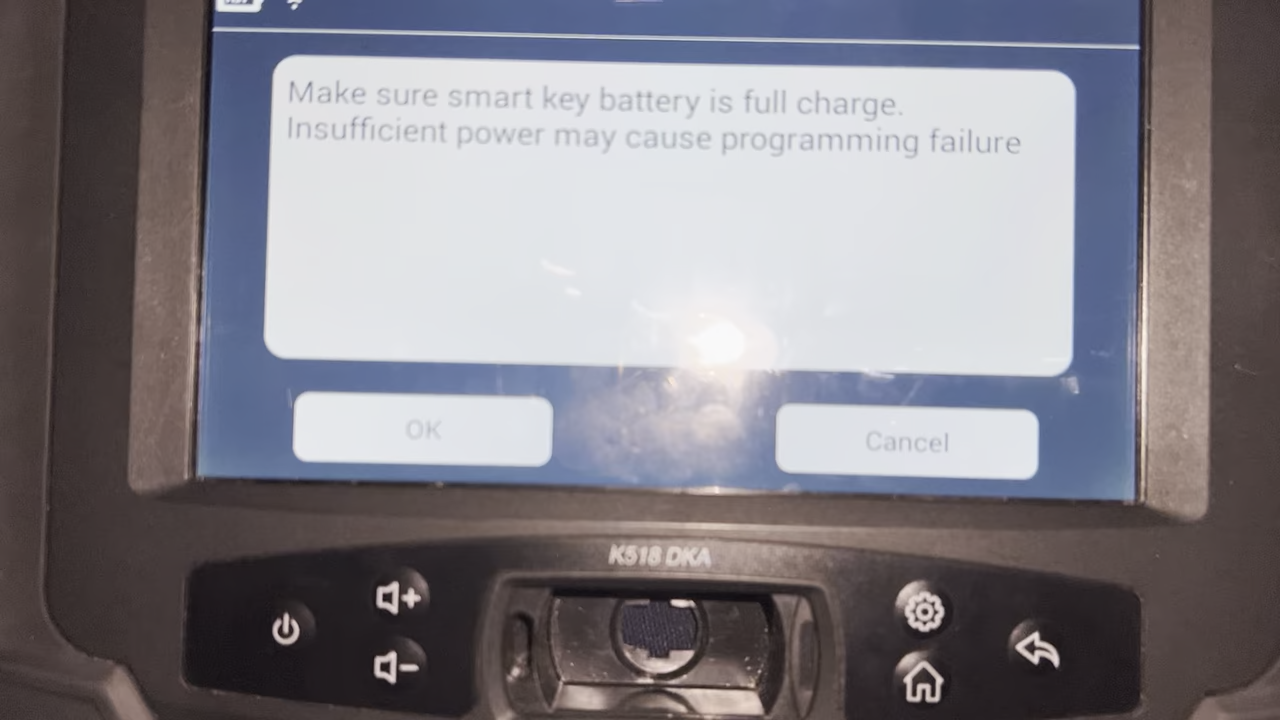 Make sure smart key battery is full charge.
Insufficient power may cause programming failure
OK
Cancel
K518 DKA